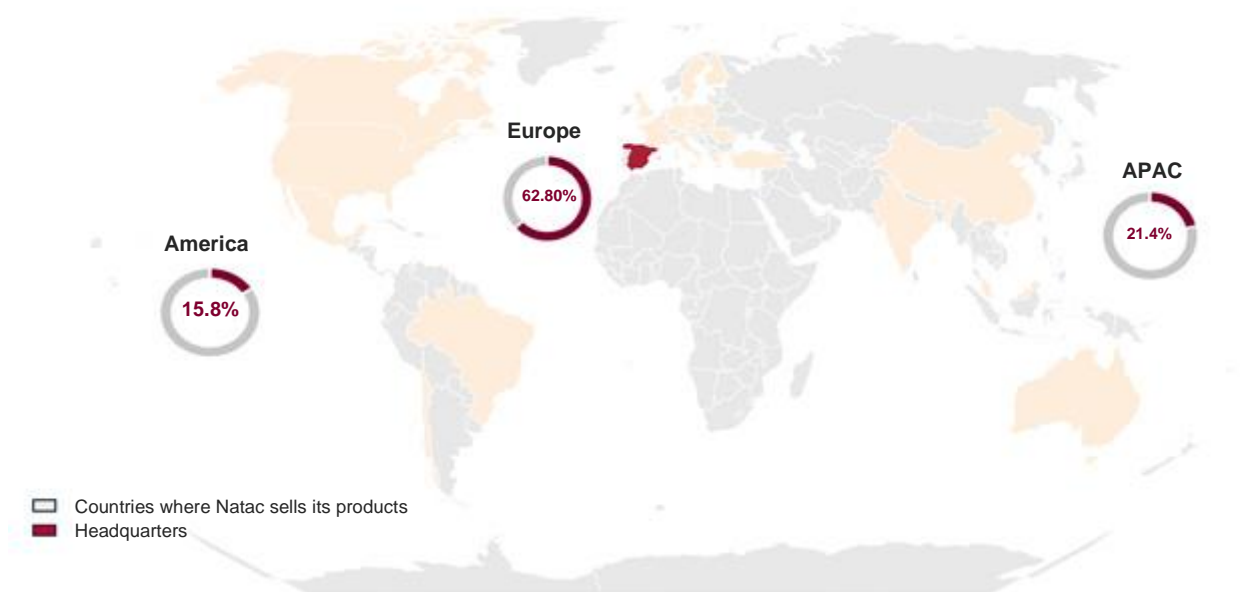 Europe
62.80%
APAC
21.4%
America
15.8%
Countries where Natac sells its products
Headquarters